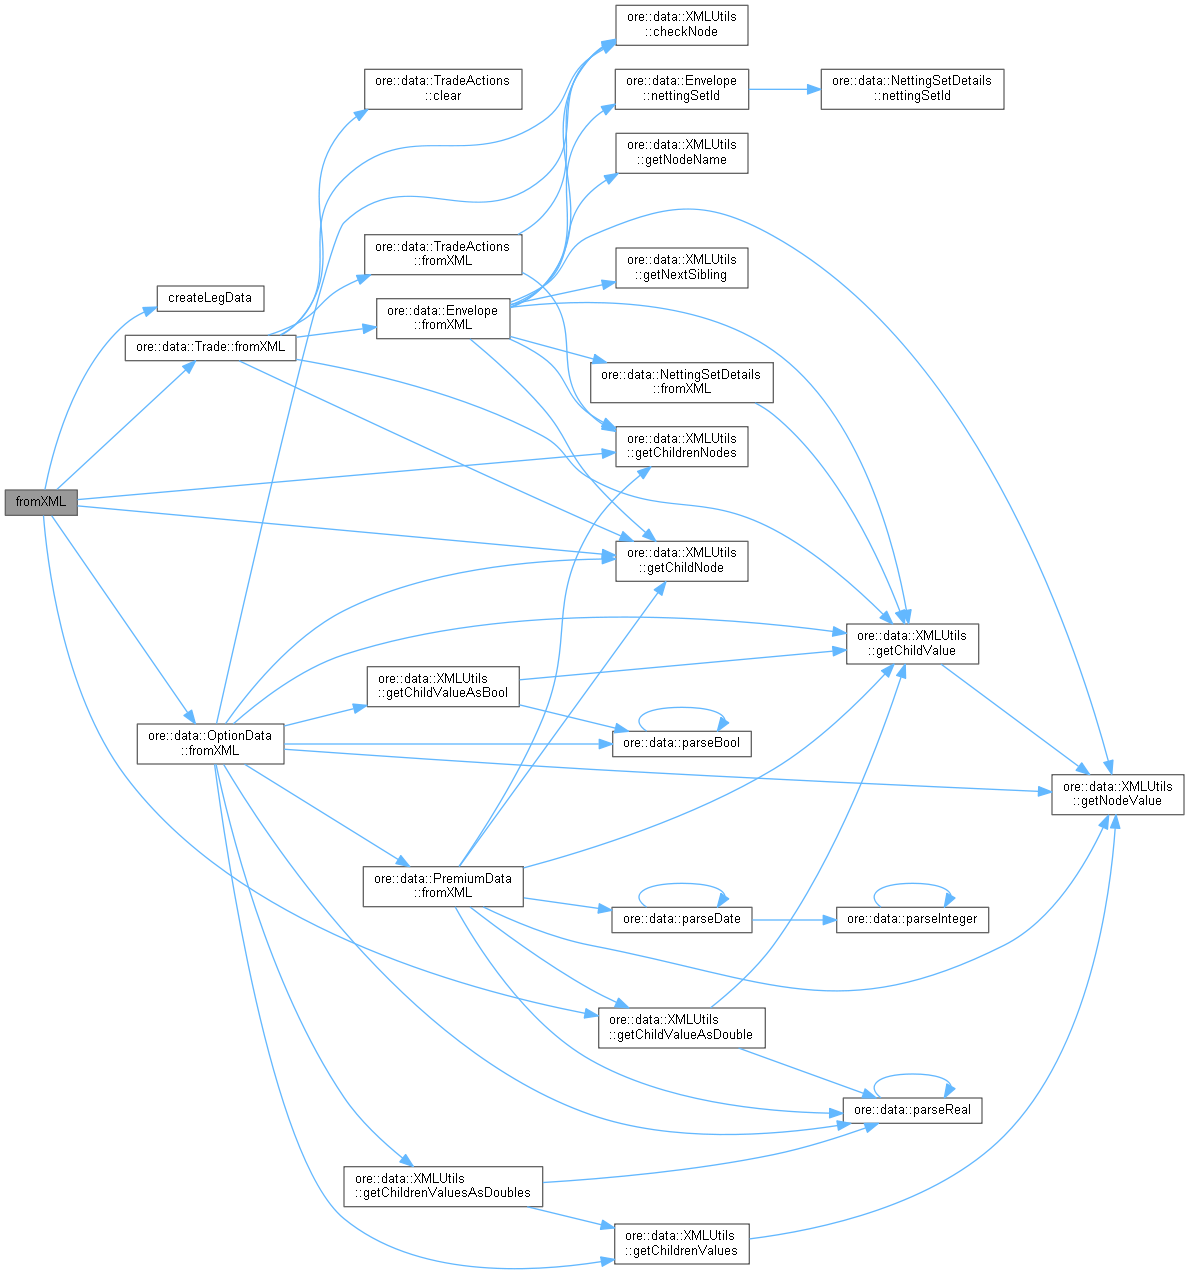 ore::data::XMLUtils
::checkNode
ore::data::TradeActions
::clear
ore::data::Envelope
::nettingSetId
ore::data::NettingSetDetails
::nettingSetId
ore::data::XMLUtils
::getNodeName
ore::data::TradeActions
::fromXML
ore::data::XMLUtils
::getNextSibling
createLegData
ore::data::Envelope
::fromXML
ore::data::Trade::fromXML
ore::data::NettingSetDetails
::fromXML
ore::data::XMLUtils
::getChildrenNodes
fromXML
ore::data::XMLUtils
::getChildNode
ore::data::XMLUtils
::getChildValue
ore::data::XMLUtils
::getChildValueAsBool
ore::data::OptionData
::fromXML
ore::data::parseBool
ore::data::XMLUtils
::getNodeValue
ore::data::PremiumData
::fromXML
ore::data::parseDate
ore::data::parseInteger
ore::data::XMLUtils
::getChildValueAsDouble
ore::data::parseReal
ore::data::XMLUtils
::getChildrenValuesAsDoubles
ore::data::XMLUtils
::getChildrenValues